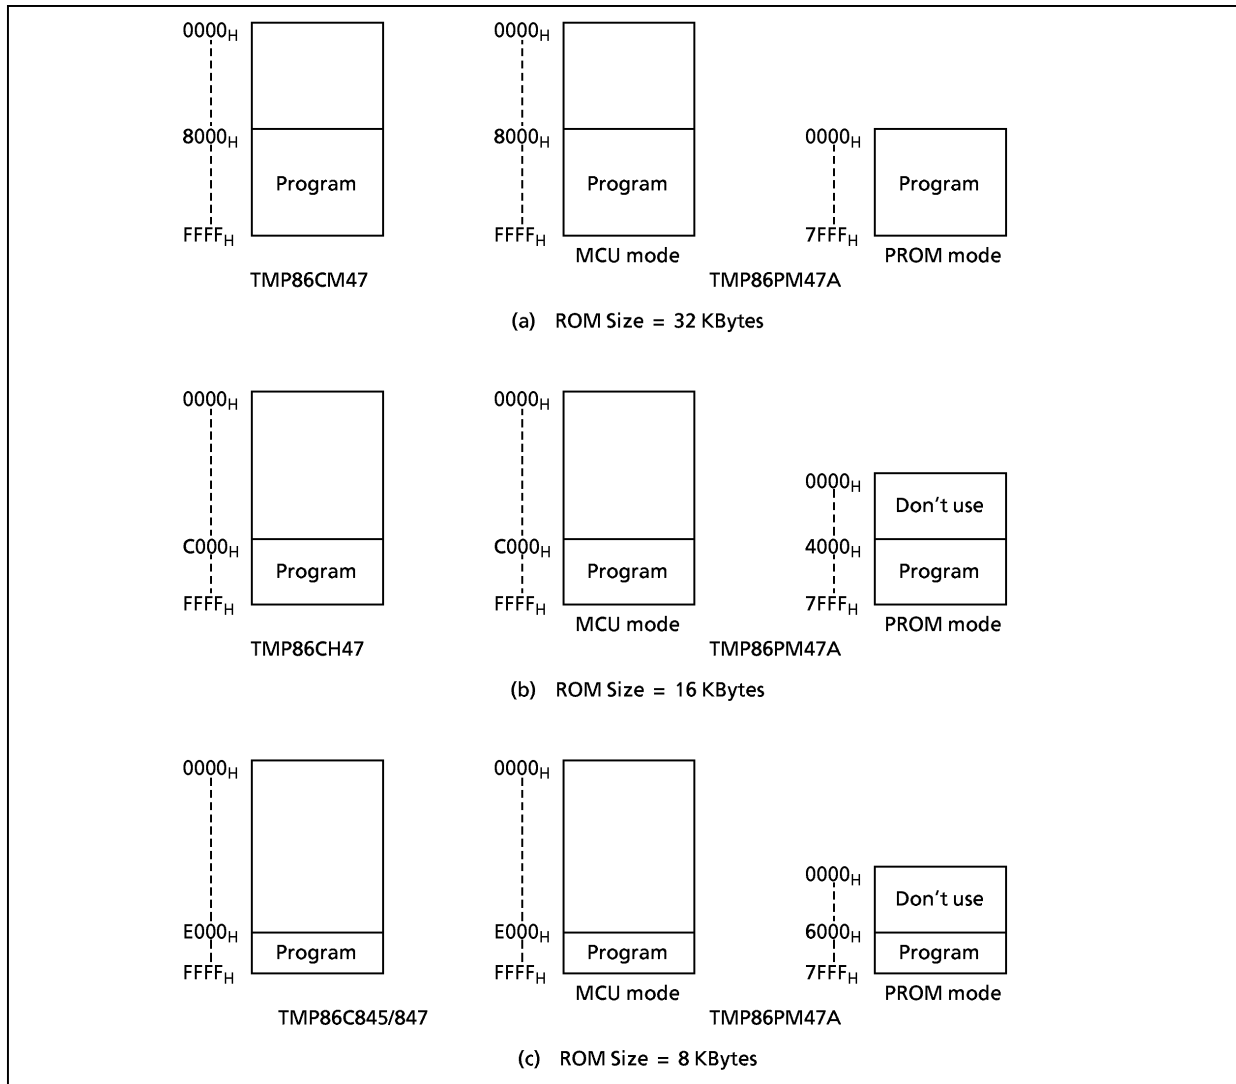 0000H 0000H
8000H 8000H 0000H
Program Program Program
FFFFH FFFFH 7FFFH
MCU mode PROM mode
TMP86CM47 TMP86PM47A
(a) ROM Size = 32 KBytes
0000H 0000H
0000H
Don't use
C000H C000H 4000H
Program Program Program
FFFFH FFFFH 7FFFH
MCU mode PROM mode
TMP86CH47 TMP86PM47A
(b) ROM Size = 16 KBytes
0000H 0000H
0000H
Don't use
E000H E000H 6000H
Program Program Program
FFFFH FFFFH 7FFFH
MCU mode PROM mode
TMP86C845/847 TMP86PM47A
(c) ROM Size = 8 KBytes